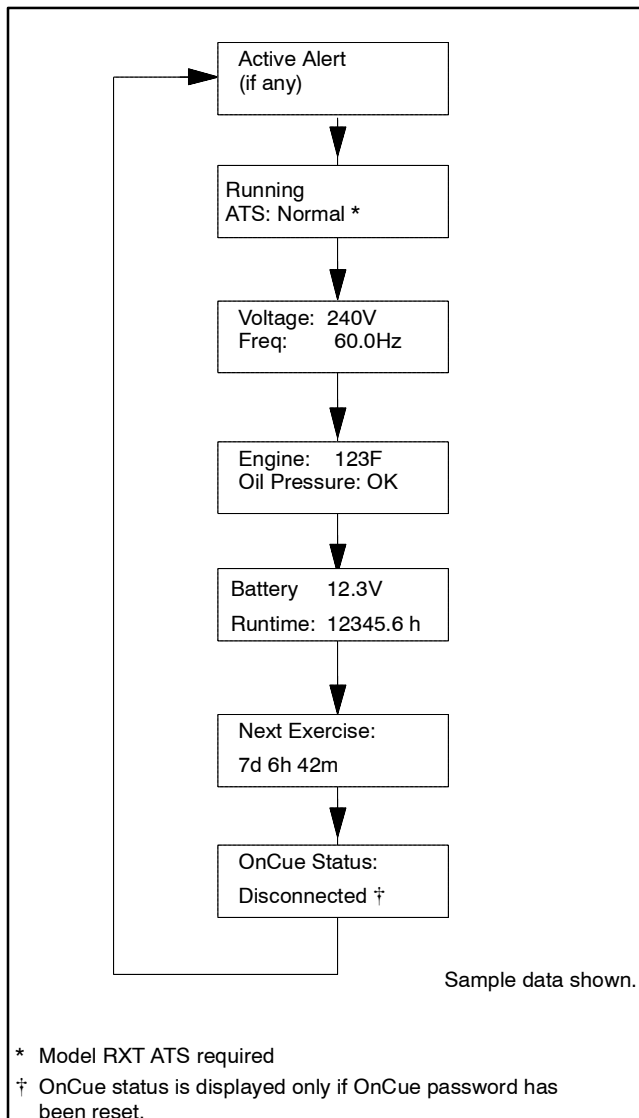 Active Alert
(if any)
Running
ATS: Normal *
Voltage: 240V
Freq: 60.0Hz
Engine: 123F
Oil Pressure: OK
Battery 12.3V
Runtime: 12345.6 h
Next Exercise:
7d 6h 42m
OnCue Status:
Disconnected †
Sample data shown.
* Model RXT ATS required
† OnCue status is displayed only if OnCue password has
been reset.